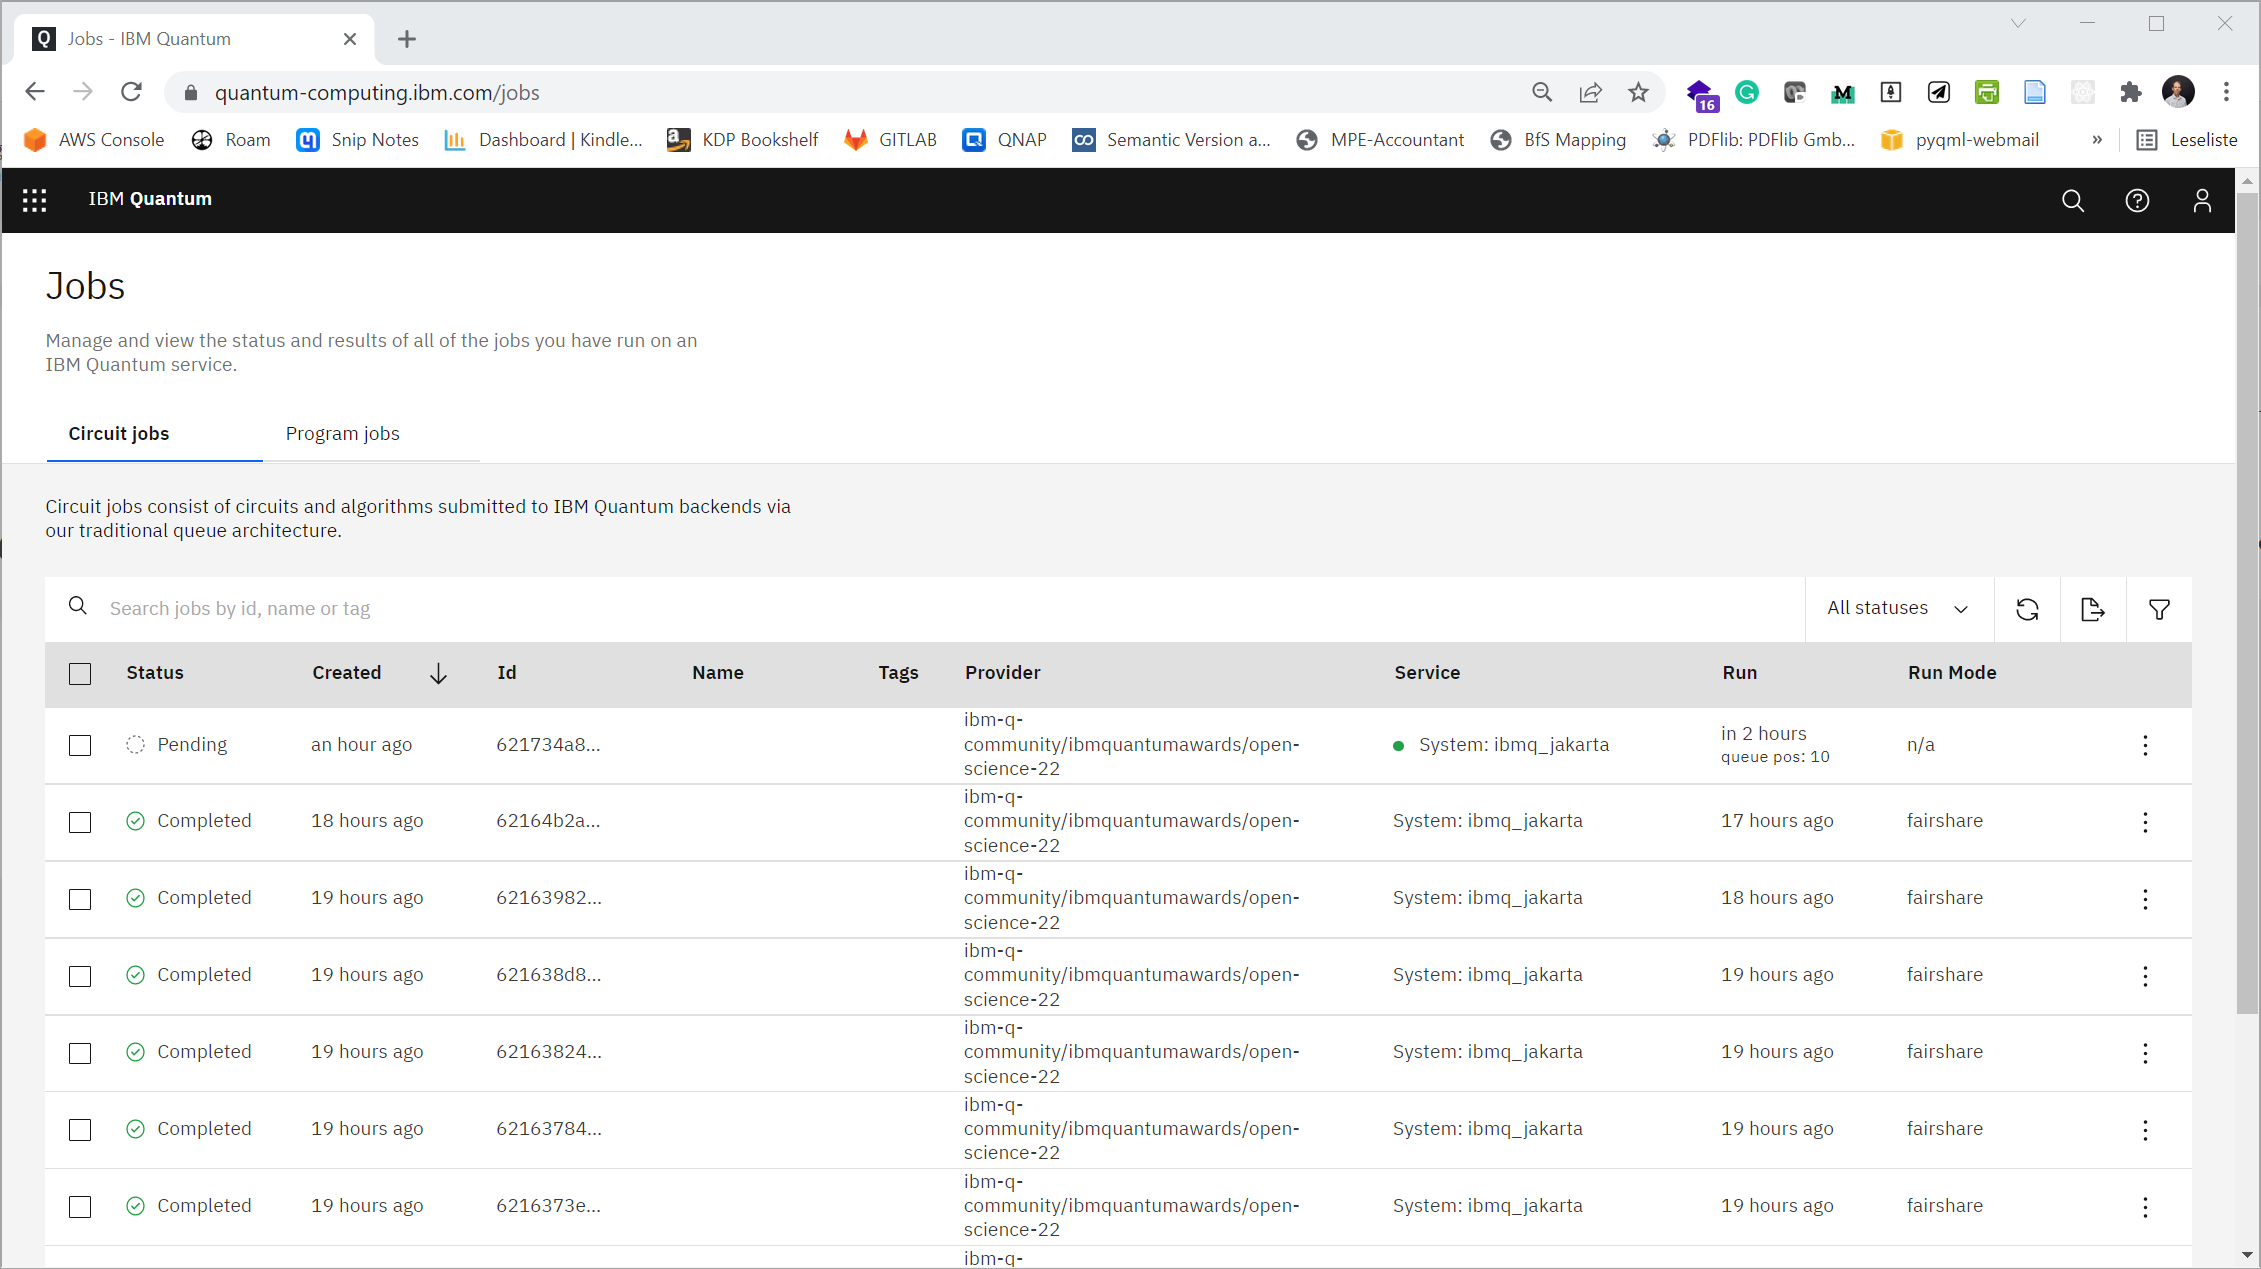 Q Jobs - IBM Quantum
quantum-computing.ibm.com/jobs
16 M
AWS Console Roam Snip Notes Dashboard | Kindle... KDP Bookshelf GITLAB QNAP Semantic Version a... MPE-Accountant BfS Mapping PDFlib: PDFlib Gmb... pyqml-webmail » Leseliste
IBM Quantum
Jobs
Manage and view the status and results of all of the jobs you have run on an
IBM Quantum service.
Circuit jobs Program jobs
Circuit jobs consist of circuits and algorithms submitted to IBM Quantum backends via
our traditional queue architecture.
Search jobs by id, name or tag All statuses
Status Created Id Name Tags Provider Service Run Run Mode
Pending an hour ago 621734a8... ibm-q-
community/ibmquantumawards/open-
science-22 System: ibmq_jakarta in 2 hours
queue pos: 10 n/a
Completed 18 hours ago 62164b2a... ibm-q-
community/ibmquantumawards/open-
science-22 System: ibmq_jakarta 17 hours ago fairshare
Completed 19 hours ago 62163982... ibm-q-
community/ibmquantumawards/open-
science-22 System: ibmq_jakarta 18 hours ago fairshare
Completed 19 hours ago 621638d8... ibm-q-
community/ibmquantumawards/open-
science-22 System: ibmq_jakarta 19 hours ago fairshare
Completed 19 hours ago 62163824... ibm-q-
community/ibmquantumawards/open-
science-22 System: ibmq_jakarta 19 hours ago fairshare
Completed 19 hours ago 62163784... ibm-q-
community/ibmquantumawards/open-
science-22 System: ibmq_jakarta 19 hours ago fairshare
Completed 19 hours ago 6216373e... ibm-q-
community/ibmquantumawards/open-
science-22 System: ibmq_jakarta 19 hours ago fairshare
ibm-q-